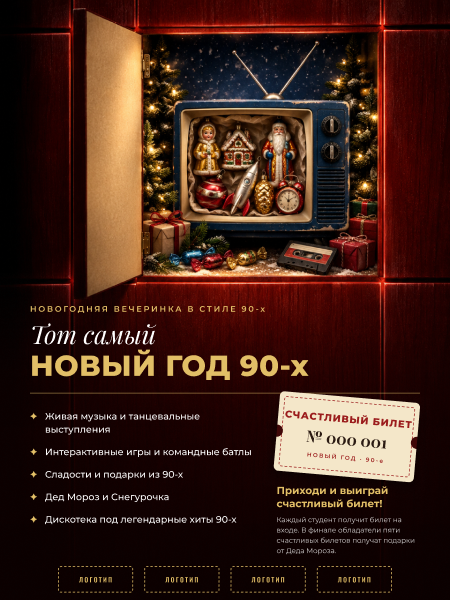 НОВОГОДНЯЯ ВЕЧЕРИНКА В СТИЛЕ 90-х
Тот самый
НОВЫЙ ГОД 90-х
Живая музыка и танцевальные
выступления
Интерактивные игры и командные батлы
Сладости и подарки из 90-х
Дед Мороз и Снегурочка
Дискотека под легендарные хиты 90-х
СЧАСТЛИВЫЙ БИЛЕТ
№ 000 001
НОВЫЙ ГОД · 90-е
Приходи и выиграй
счастливый билет!
Каждый студент получит билет на
входе. В финале обладатели пяти
счастливых билетов получат подарки
от Деда Мороза.
ЛОГОТИП ЛОГОТИП ЛОГОТИП ЛОГОТИП